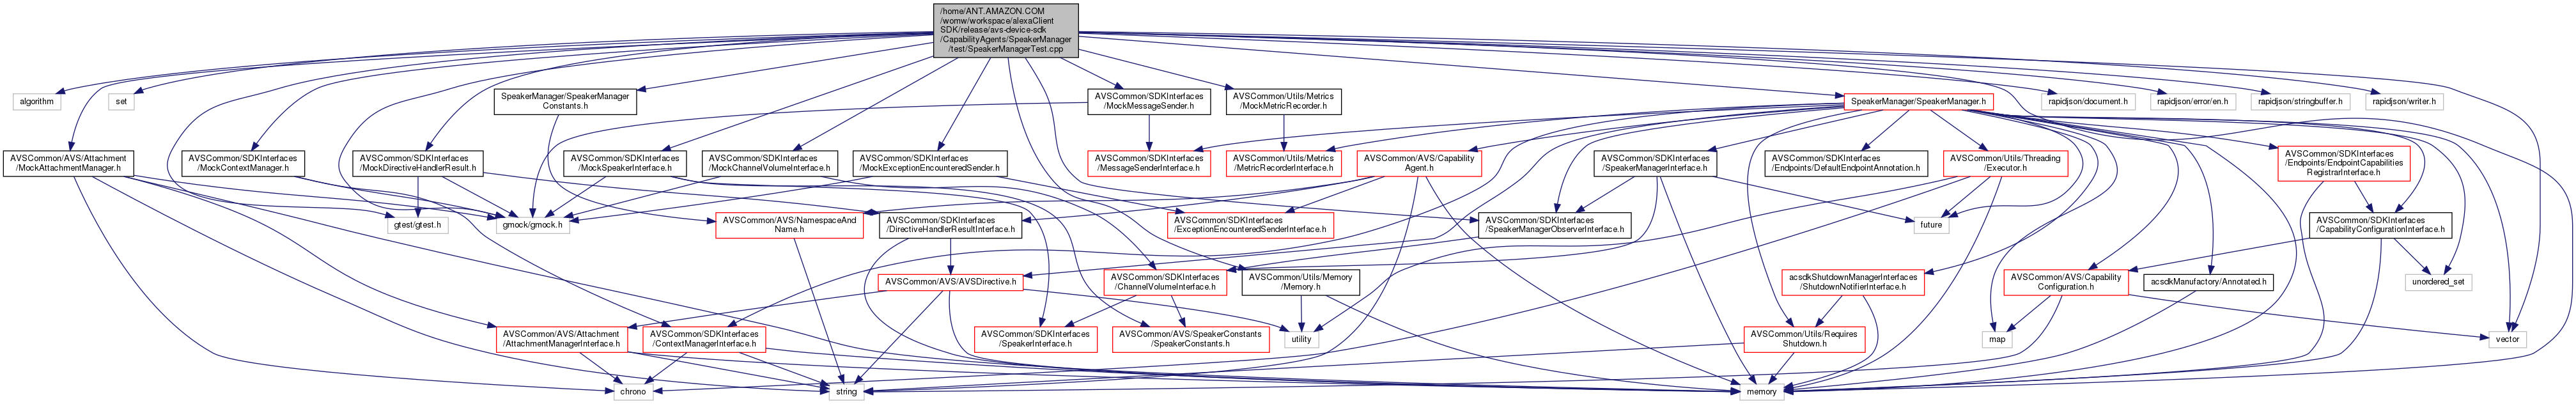 /home/ANT.AMAZON.COM
/womw/workspace/alexaClient
SDK/release/avs-device-sdk
/CapabilityAgents/SpeakerManager
/test/SpeakerManagerTest.cpp
algorithm
set
SpeakerManager/SpeakerManager
Constants.h
AVSCommon/SDKInterfaces
/MockMessageSender.h
AVSCommon/Utils/Metrics
/MockMetricRecorder.h
SpeakerManager/SpeakerManager.h
rapidjson/document.h
rapidjson/error/en.h
rapidjson/stringbuffer.h
rapidjson/writer.h
AVSCommon/AVS/Attachment
/MockAttachmentManager.h
AVSCommon/SDKInterfaces
/MockContextManager.h
AVSCommon/SDKInterfaces
/MockDirectiveHandlerResult.h
AVSCommon/SDKInterfaces
/MockSpeakerInterface.h
AVSCommon/SDKInterfaces
/MockChannelVolumeInterface.h
AVSCommon/SDKInterfaces
/MockExceptionEncounteredSender.h
AVSCommon/SDKInterfaces
/MessageSenderInterface.h
AVSCommon/Utils/Metrics
/MetricRecorderInterface.h
AVSCommon/AVS/Capability
Agent.h
AVSCommon/SDKInterfaces
/SpeakerManagerInterface.h
AVSCommon/SDKInterfaces
/Endpoints/DefaultEndpointAnnotation.h
AVSCommon/Utils/Threading
/Executor.h
AVSCommon/SDKInterfaces
/Endpoints/EndpointCapabilities
RegistrarInterface.h
gtest/gtest.h
gmock/gmock.h
AVSCommon/AVS/NamespaceAnd
Name.h
AVSCommon/SDKInterfaces
/DirectiveHandlerResultInterface.h
AVSCommon/SDKInterfaces
/ExceptionEncounteredSenderInterface.h
AVSCommon/SDKInterfaces
/SpeakerManagerObserverInterface.h
future
AVSCommon/SDKInterfaces
/CapabilityConfigurationInterface.h
AVSCommon/AVS/AVSDirective.h
AVSCommon/SDKInterfaces
/ChannelVolumeInterface.h
AVSCommon/Utils/Memory
/Memory.h
acsdkShutdownManagerInterfaces
/ShutdownNotifierInterface.h
AVSCommon/AVS/Capability
Configuration.h
acsdkManufactory/Annotated.h
unordered_set
AVSCommon/AVS/Attachment
/AttachmentManagerInterface.h
AVSCommon/SDKInterfaces
/ContextManagerInterface.h
AVSCommon/SDKInterfaces
/SpeakerInterface.h
AVSCommon/AVS/SpeakerConstants
/SpeakerConstants.h
utility
AVSCommon/Utils/Requires
Shutdown.h
map
vector
chrono
string
memory